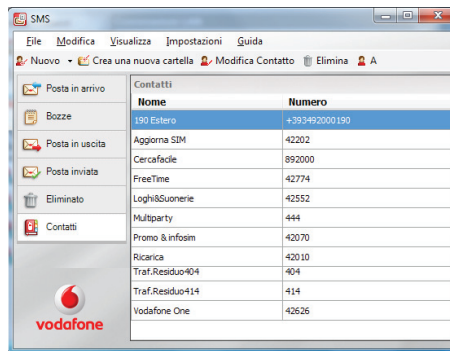 SMS
File Modifica Visualizza Impostazioni Guida
Nuovo Crea una nuova cartella Modifica Contatto Elimina A
Posta in arrivo
Bozze
Posta in uscita
Posta inviata
Eliminato
Contatti
vodafone
Contatti
Nome Numero
190 Estero +393492000190
Aggiorna SIM 42202
Cercafacile 892000
FreeTime 42774
Loghi&Suonerie 42552
Multiparty 444
Promo & infosim 42070
Ricarica 42010
Traf.Residuo404 404
Traf.Residuo414 414
Vodafone One 42626